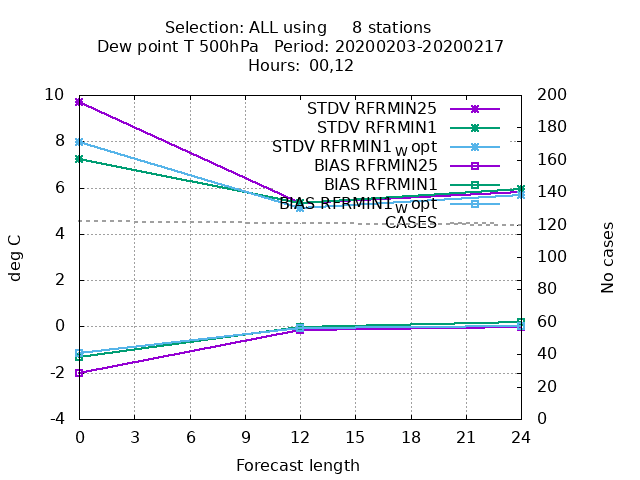 Selection: ALL using     8 stations
Dew point T 500hPa   Period: 20200203-20200217
Hours: 00,12
10
8
6
4
2
0
-2
-4
deg C
200
180
160
140
120
100
80
60
40
20
0
No cases
STDV RFRMIN25
STDV RFRMIN1
STDV RFRMIN1w opt
BIAS RFRMIN25
BIAS RFRMIN1
BIAS RFRMIN1w opt
CASES
0 3 6 9 12 15 18 21 24
Forecast length